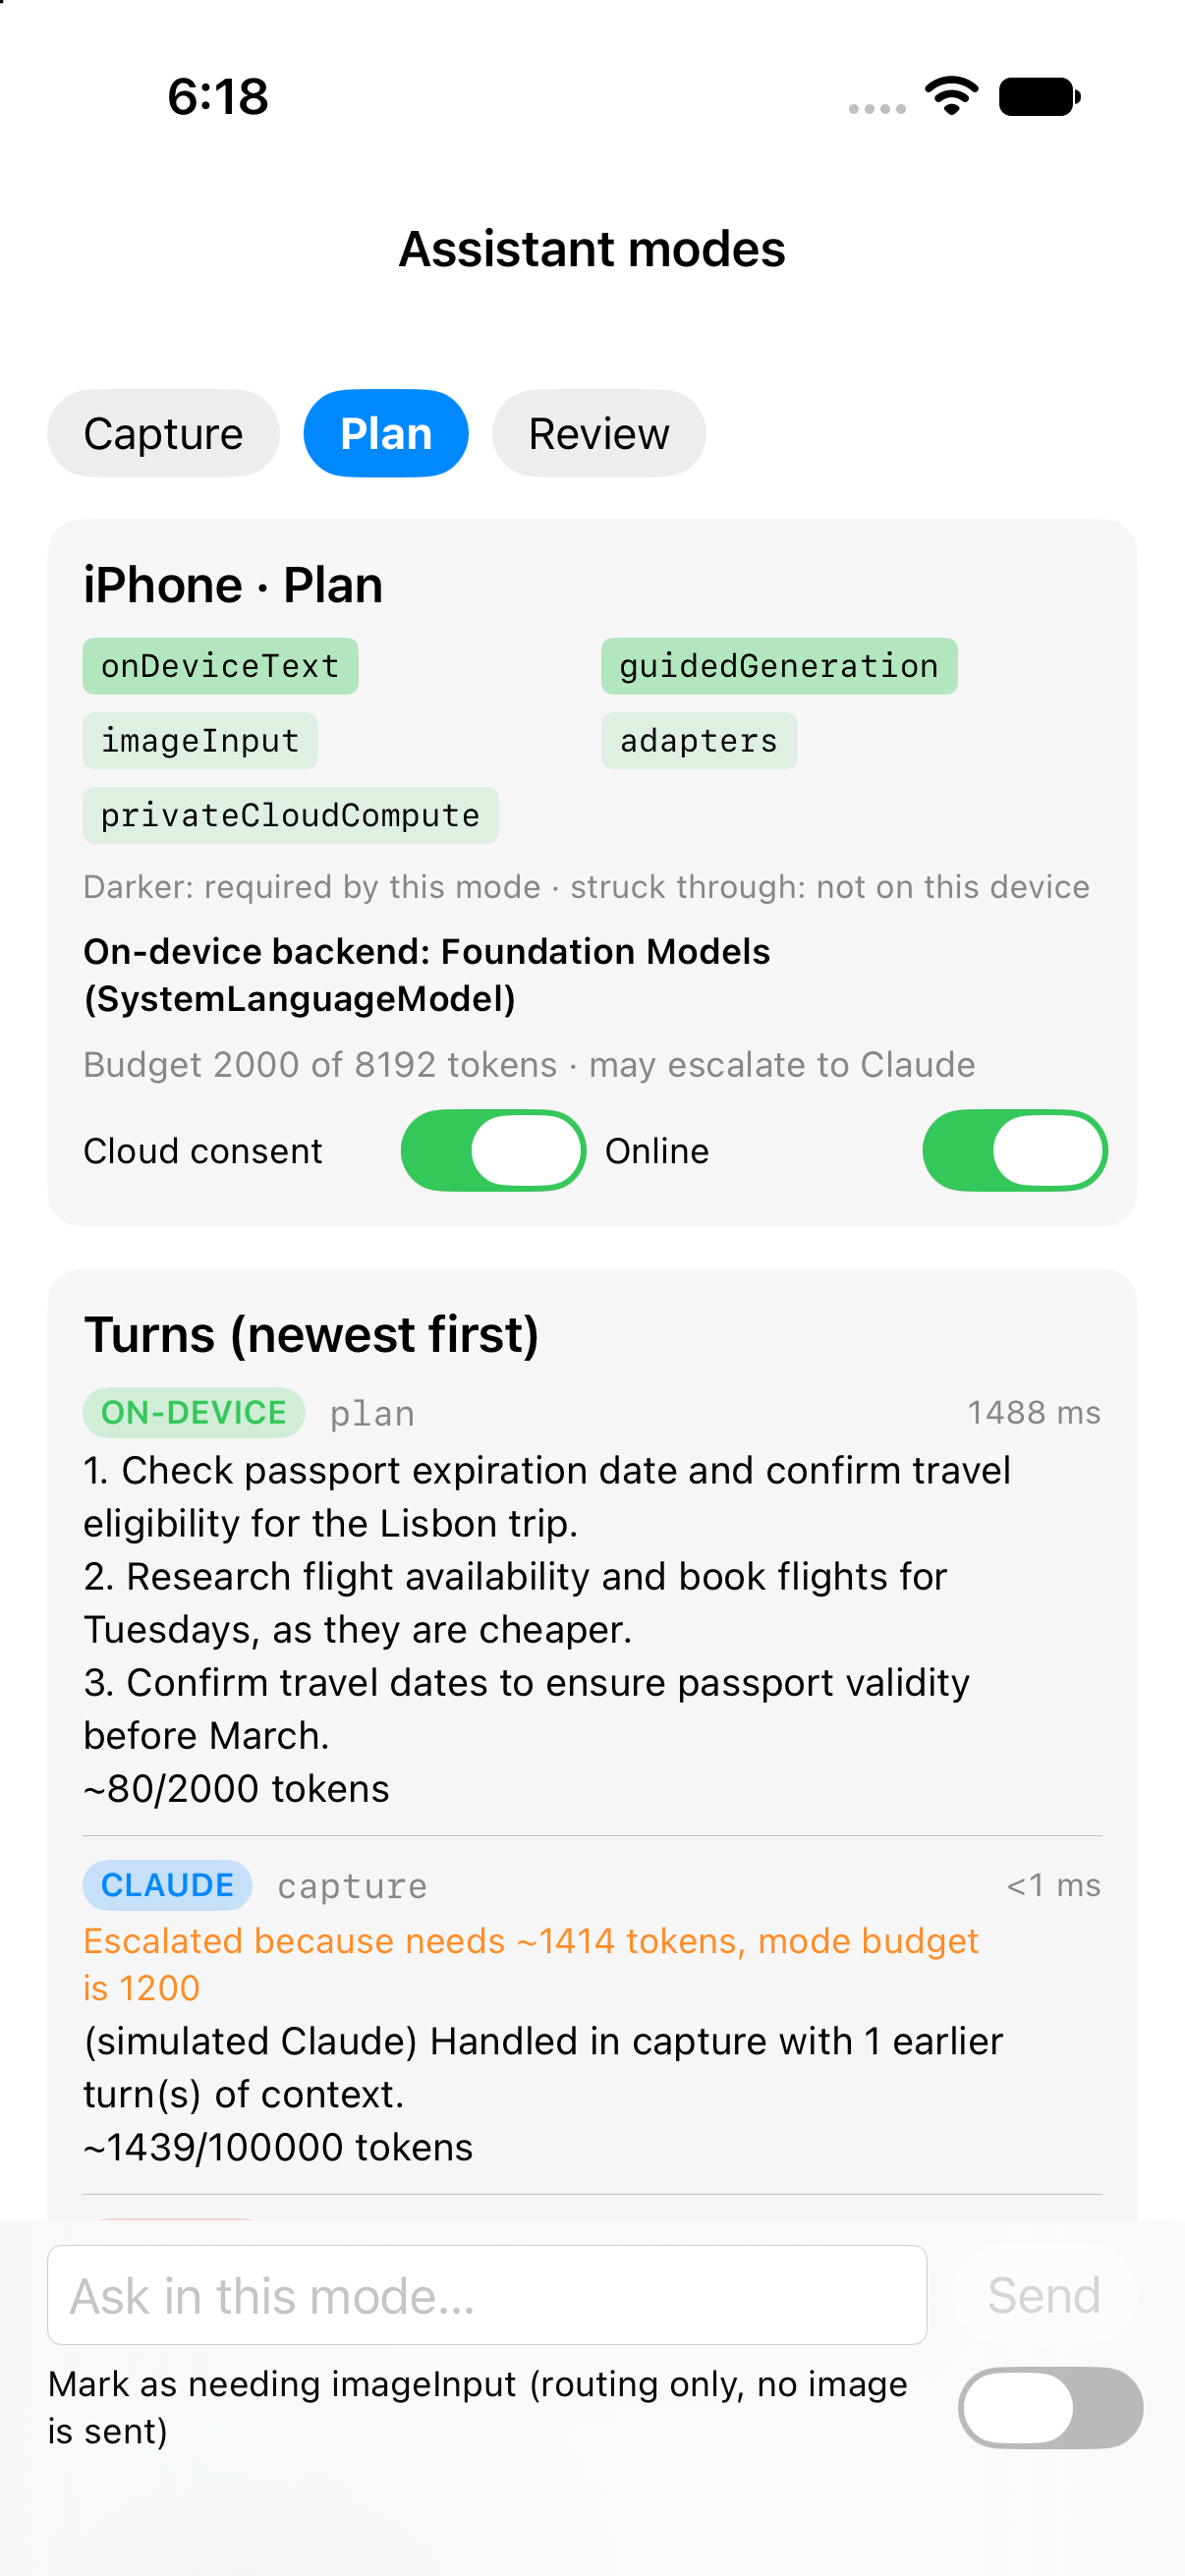 6:18
Assistant modes
Capture
Plan
Review
iPhone · Plan
onDeviceText
guidedGeneration
imageInput
adapters
privateCloudCompute
Darker: required by this mode · struck through: not on this device
On-device backend: Foundation Models
(SystemLanguageModel)
Budget 2000 of 8192 tokens · may escalate to Claude
Cloud consent
Online
Turns (newest first)
ON-DEVICE plan 1488 ms
1. Check passport expiration date and confirm travel
eligibility for the Lisbon trip.
2. Research flight availability and book flights for
Tuesdays, as they are cheaper.
3. Confirm travel dates to ensure passport validity
before March.
~80/2000 tokens
CLAUDE capture <1 ms
Escalated because needs ~1414 tokens, mode budget
is 1200
(simulated Claude) Handled in capture with 1 earlier
turn(s) of context.
~1439/100000 tokens
Ask in this mode...
Send
Mark as needing imageInput (routing only, no image
is sent)